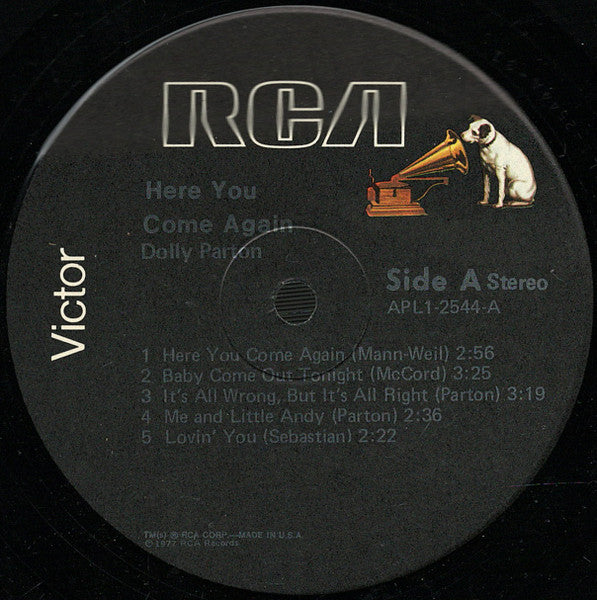 RCA
Here You
Come Again
Dolly Parton
Victor
Side A Stereo
APL1-2544-A
1 Here You Come Again (Mann-Weil) 2:56
2 Baby Come Out Tonight (McCord) 3:25
3 It's All Wrong, But It's All Right (Parton) 3:19
4 Me and Little Andy (Parton) 2:36
5 Lovin' You (Sebastian) 2:22
TM(s) ® RCA CORP.—MADE IN U.S.A.
© 1977 RCA Records